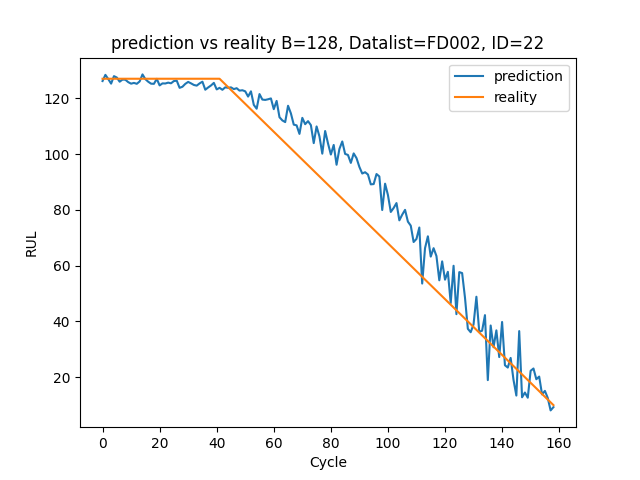 prediction vs reality B=128, Datalist=FD002, ID=22
prediction
reality
RUL
120
100
80
60
40
20
0 20 40 60 80 100 120 140 160
Cycle